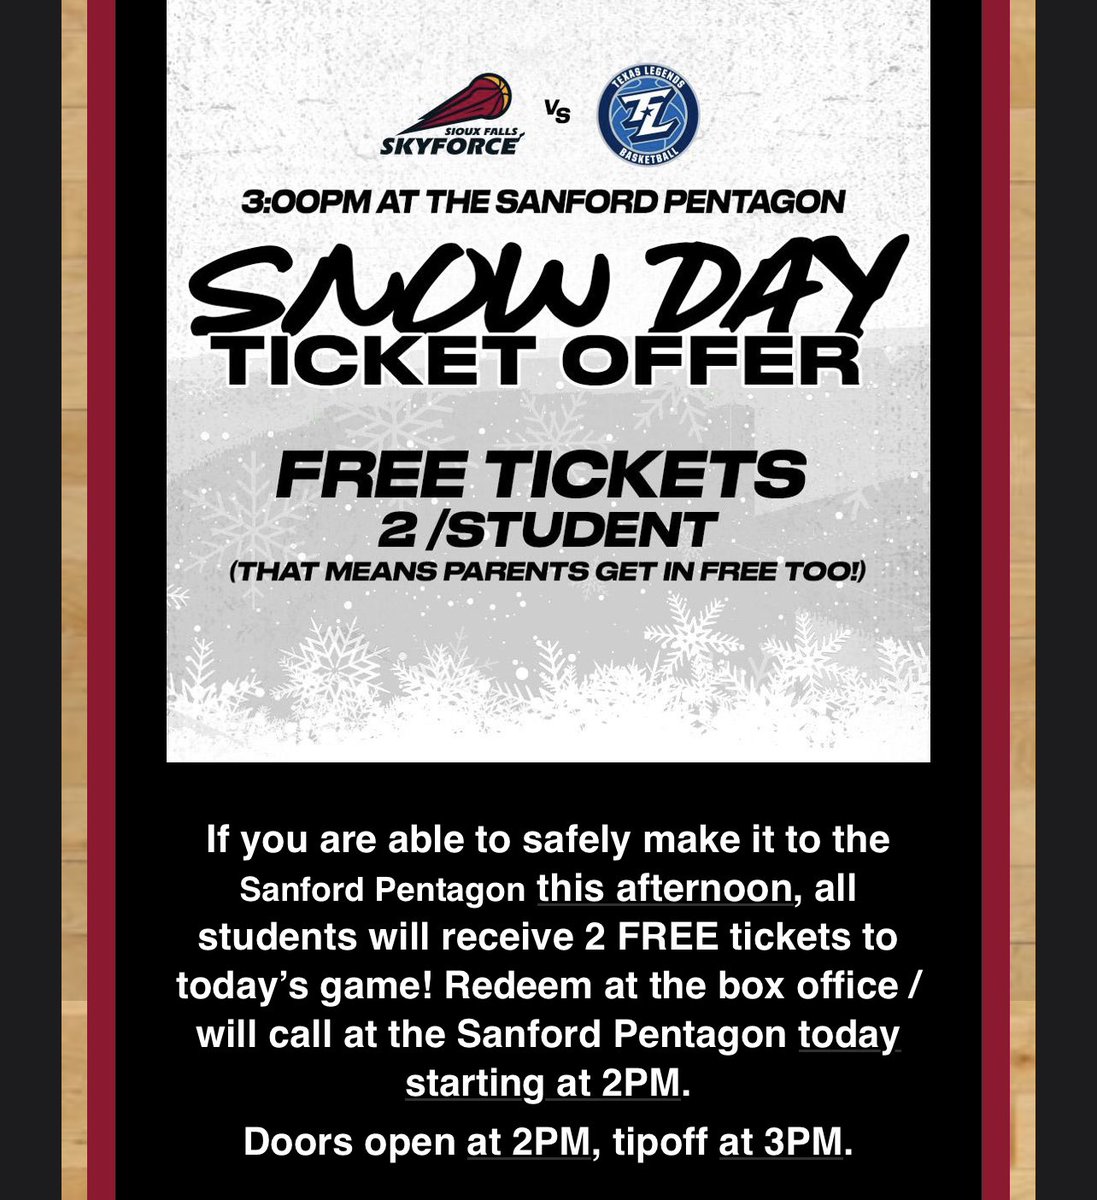 SIOUX FALLS
SKYFORCE
VS
TEXAS LEGENDS
TL
BASKETBALL
3:00PM AT THE SANFORD PENTAGON
SNOW DAY
TICKET OFFER
FREE TICKETS
2 /STUDENT
(THAT MEANS PARENTS GET IN FREE TOO!)
If you are able to safely make it to the
Sanford Pentagon this afternoon, all
students will receive 2 FREE tickets to
today’s game! Redeem at the box office /
will call at the Sanford Pentagon today
starting at 2PM.
Doors open at 2PM, tipoff at 3PM.